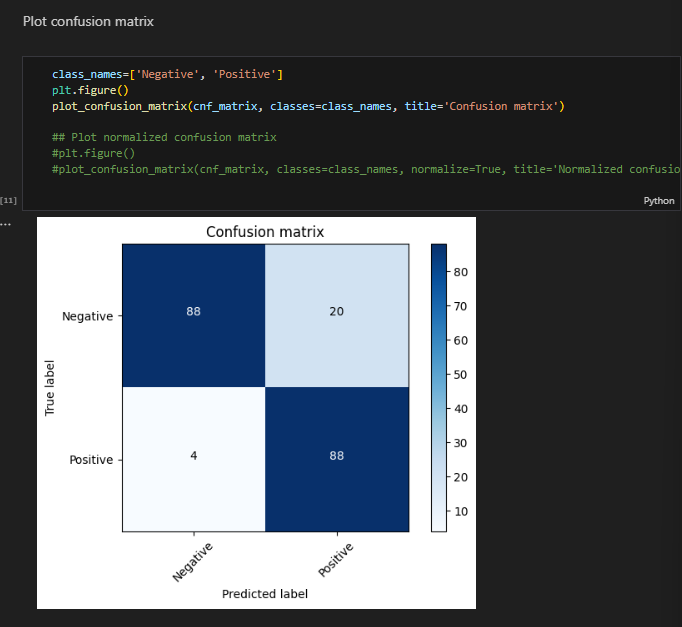 Plot confusion matrix
class_names=['Negative', 'Positive']
plt.figure()
plot_confusion_matrix(cnf_matrix, classes=class_names, title='Confusion matrix')
## Plot normalized confusion matrix
#plt.figure()
#plot_confusion_matrix(cnf_matrix, classes=class_names, normalize=True, title='Normalized confusio
[11]
Python
...
Confusion matrix
88
20
4
88
Negative
Positive
True label
Negative
Positive
Predicted label
80
70
60
50
40
30
20
10